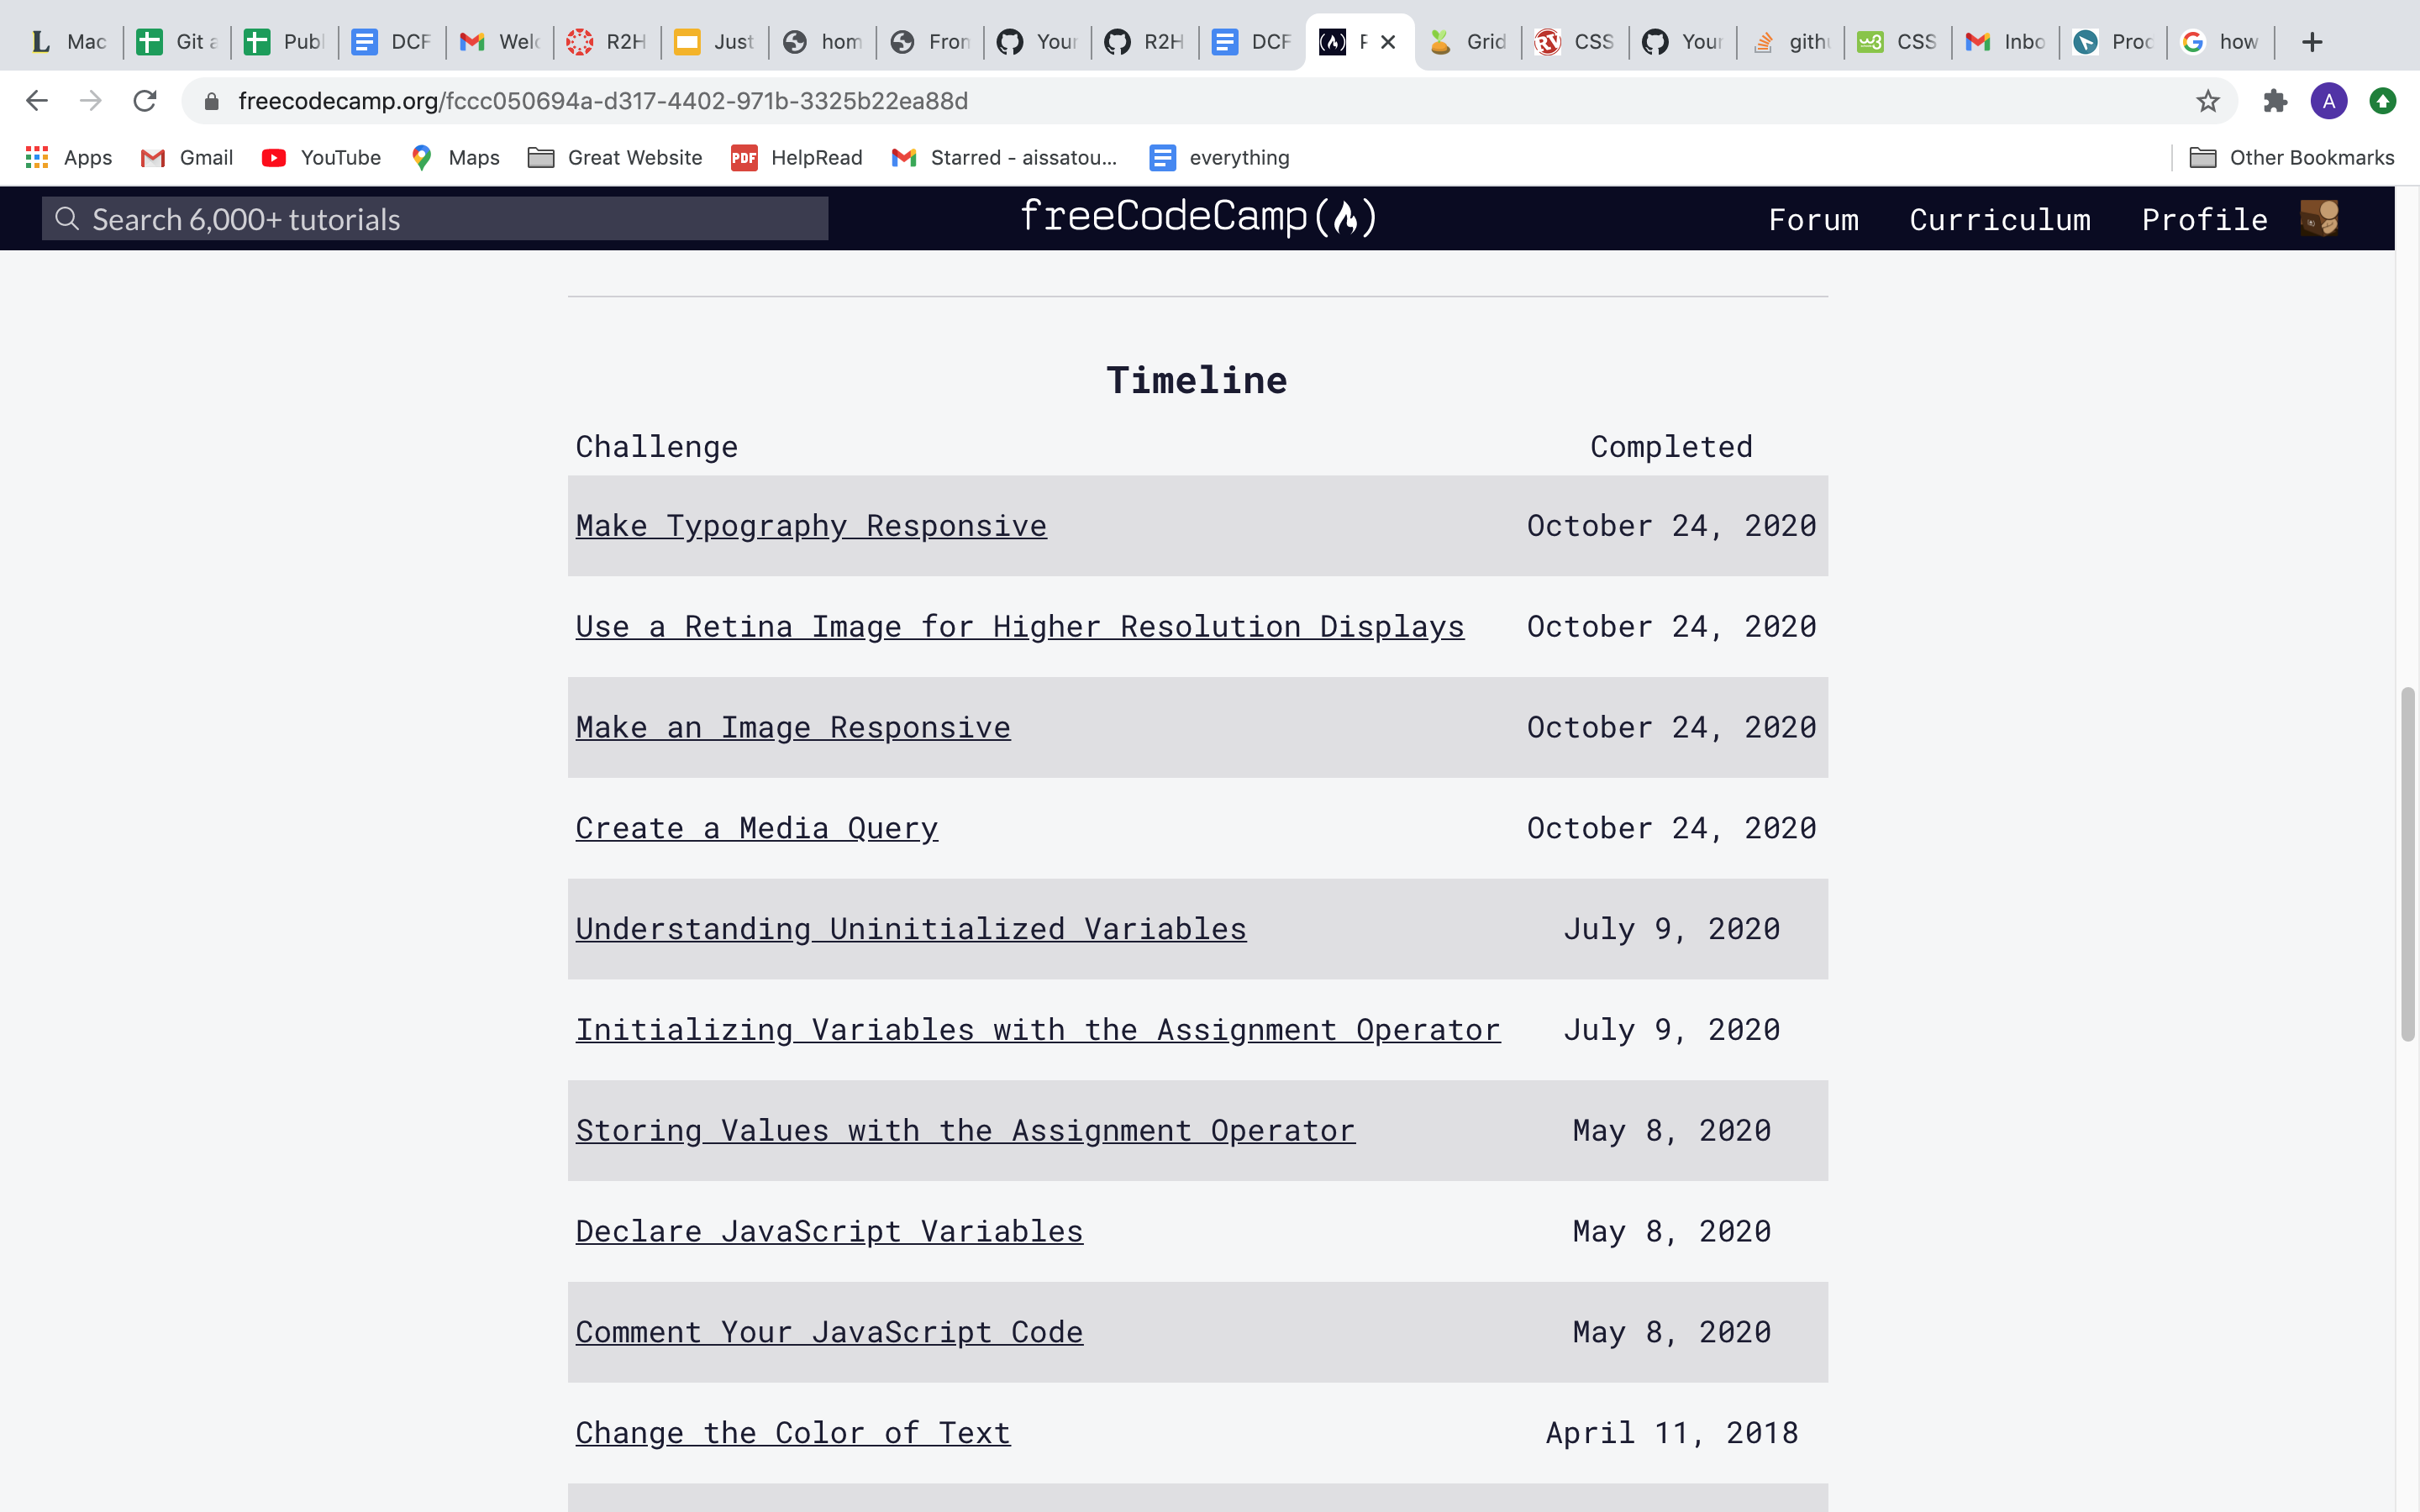 Mac Git a Publ DCF Welc R2H Just hom Fron Your R2H DCF F Grid CSS Your githu CSS Inbo Proc how
freecodecamp.org/fccc050694a-d317-4402-971b-3325b22ea88d A
Apps Gmail YouTube Maps Great Website PDF HelpRead Starred - aissatou... everything Other Bookmarks
Search 6,000+ tutorials freeCodeCamp Forum Curriculum Profile
Timeline
Challenge Completed
Make Typography Responsive October 24, 2020
Use a Retina Image for Higher Resolution Displays October 24, 2020
Make an Image Responsive October 24, 2020
Create a Media Query October 24, 2020
Understanding Uninitialized Variables July 9, 2020
Initializing Variables with the Assignment Operator July 9, 2020
Storing Values with the Assignment Operator May 8, 2020
Declare JavaScript Variables May 8, 2020
Comment Your JavaScript Code May 8, 2020
Change the Color of Text April 11, 2018